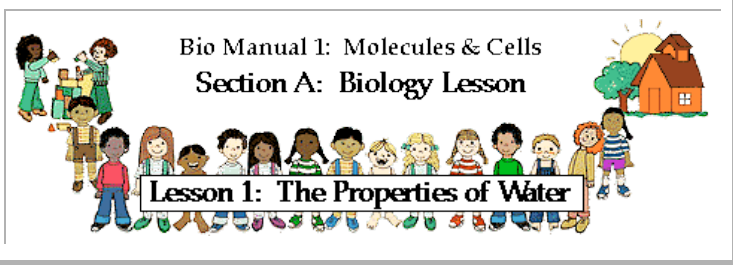 Bio Manual 1: Molecules & Cells
Section A: Biology Lesson
Lesson 1: The Properties of Water